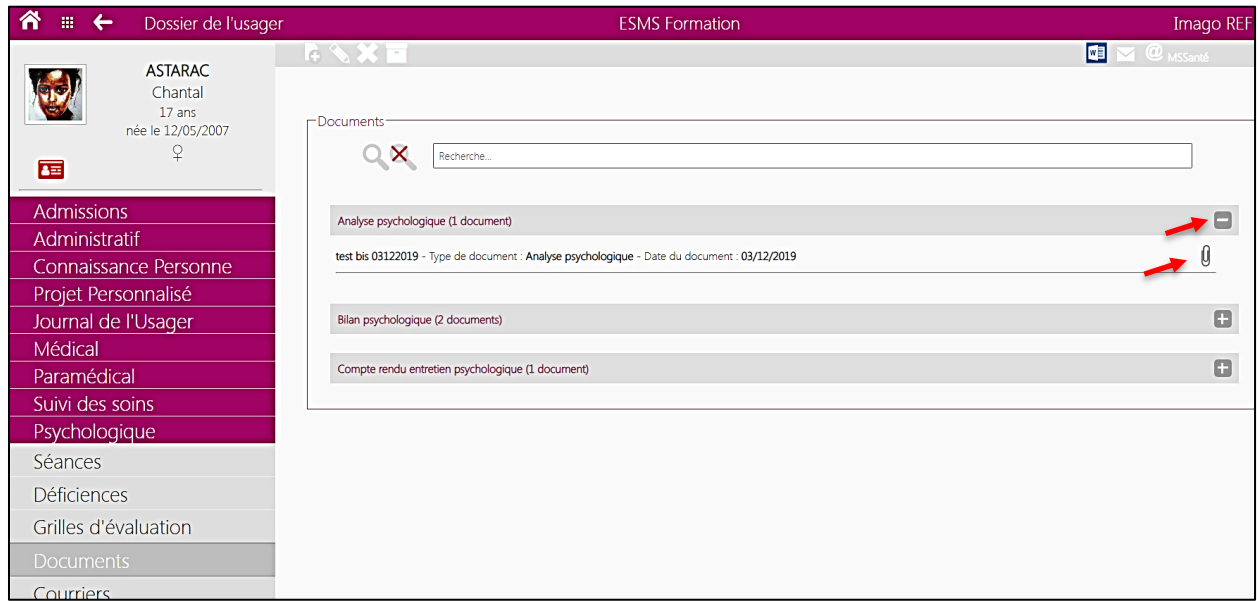 Dossier de l'usager ESMS Formation Imago REF
MSSanté
ASTARAC
Chantal
17 ans
née le 12/05/2007
Admissions
Administratif
Connaissance Personne
Projet Personnalisé
Journal de l'Usager
Médical
Paramédical
Suivi des soins
Psychologique
Séances
Déficiences
Grilles d'évaluation
Documents
Courriers
Documents
Recherche...
Analyse psychologique (1 document)
test bis 03122019 - Type de document : Analyse psychologique - Date du document : 03/12/2019
Bilan psychologique (2 documents)
Compte rendu entretien psychologique (1 document)